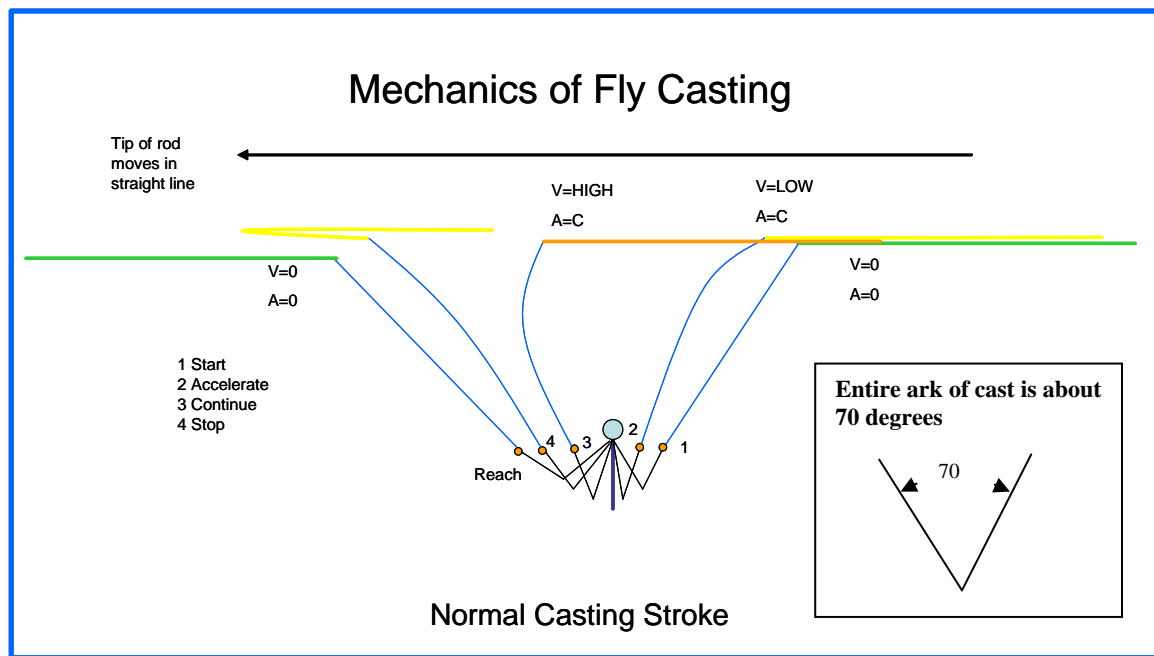 Mechanics of Fly Casting
Tip of rod
moves in
straight line
V=HIGH
A=C
V=LOW
A=C
V=0
A=0
V=0
A=0
1 Start
2 Accelerate
3 Continue
4 Stop
Reach
4
3
2
1
Entire ark of cast is about
70 degrees
70
Normal Casting Stroke